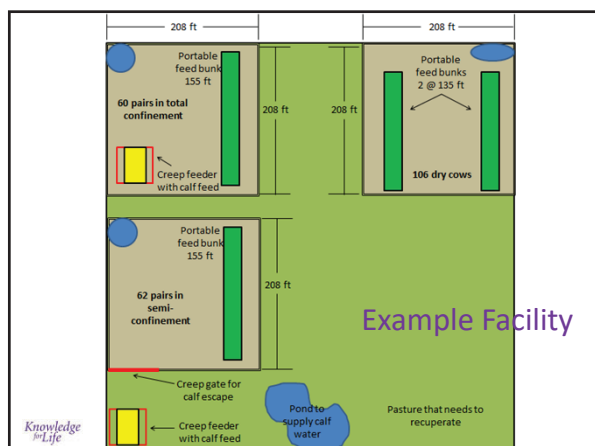 208 ft
208 ft
Portable
feed bunk
155 ft
60 pairs in total
confinement
Creep feeder
with calf feed
208 ft
208 ft
Portable
feed bunks
2 @ 135 ft
106 dry cows
Portable
feed bunk
155 ft
62 pairs in
semi-
confinement
208 ft
Example Facility
Creep gate for
calf escape
Creep feeder
with calf feed
Pond to
supply calf
water
Pasture that needs to
recuperate
Knowledge
for Life